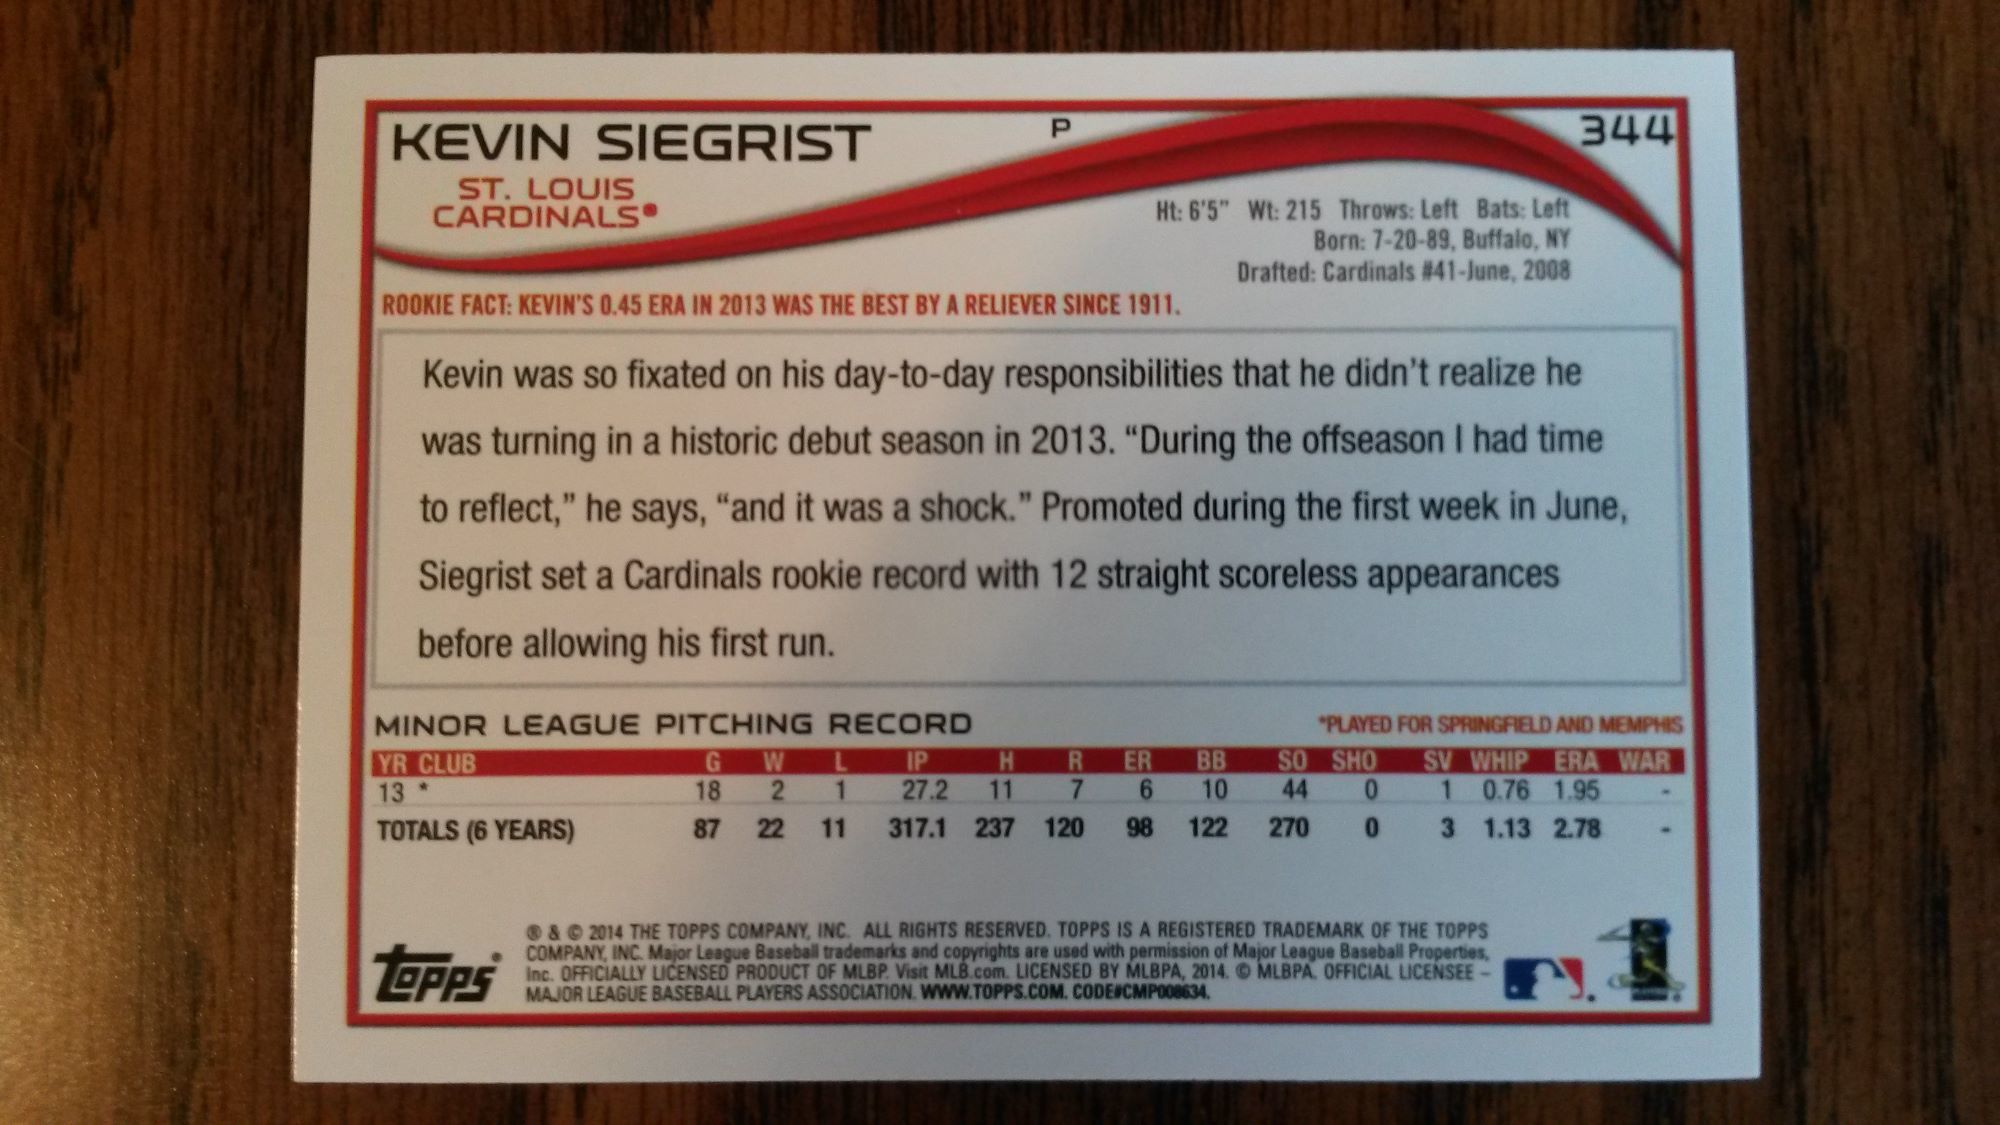 KEVIN SIEGRIST P 344
ST. LOUIS
CARDINALS®
Ht: 6'5" Wt: 215 Throws: Left Bats: Left
Born: 7-20-89, Buffalo, NY
Drafted: Cardinals #41-June, 2008
ROOKIE FACT: KEVIN'S 0.45 ERA IN 2013 WAS THE BEST BY A RELIEVER SINCE 1911.
Kevin was so fixated on his day-to-day responsibilities that he didn't realize he
was turning in a historic debut season in 2013. “During the offseason I had time
to reflect,” he says, “and it was a shock.” Promoted during the first week in June,
Siegrist set a Cardinals rookie record with 12 straight scoreless appearances
before allowing his first run.
MINOR LEAGUE PITCHING RECORD *PLAYED FOR SPRINGFIELD AND MEMPHIS
YR CLUB G W L IP H R ER BB SO SHO SV WHIP ERA WAR
13 * 18 2 1 27.2 11 7 6 10 44 0 1 0.76 1.95 -
TOTALS (6 YEARS) 87 22 11 317.1 237 120 98 122 270 0 3 1.13 2.78 -
® & © 2014 THE TOPPS COMPANY, INC. ALL RIGHTS RESERVED. TOPPS IS A REGISTERED TRADEMARK OF THE TOPPS
COMPANY, INC. Major League Baseball trademarks and copyrights are used with permission of Major League Baseball Properties,
Inc. OFFICIALLY LICENSED PRODUCT OF MLBP. Visit MLB.com. LICENSED BY MLBPA, 2014. © MLBPA. OFFICIAL LICENSEE –
MAJOR LEAGUE BASEBALL PLAYERS ASSOCIATION. WWW.TOPPS.COM. CODE#CMP008634.
topps®